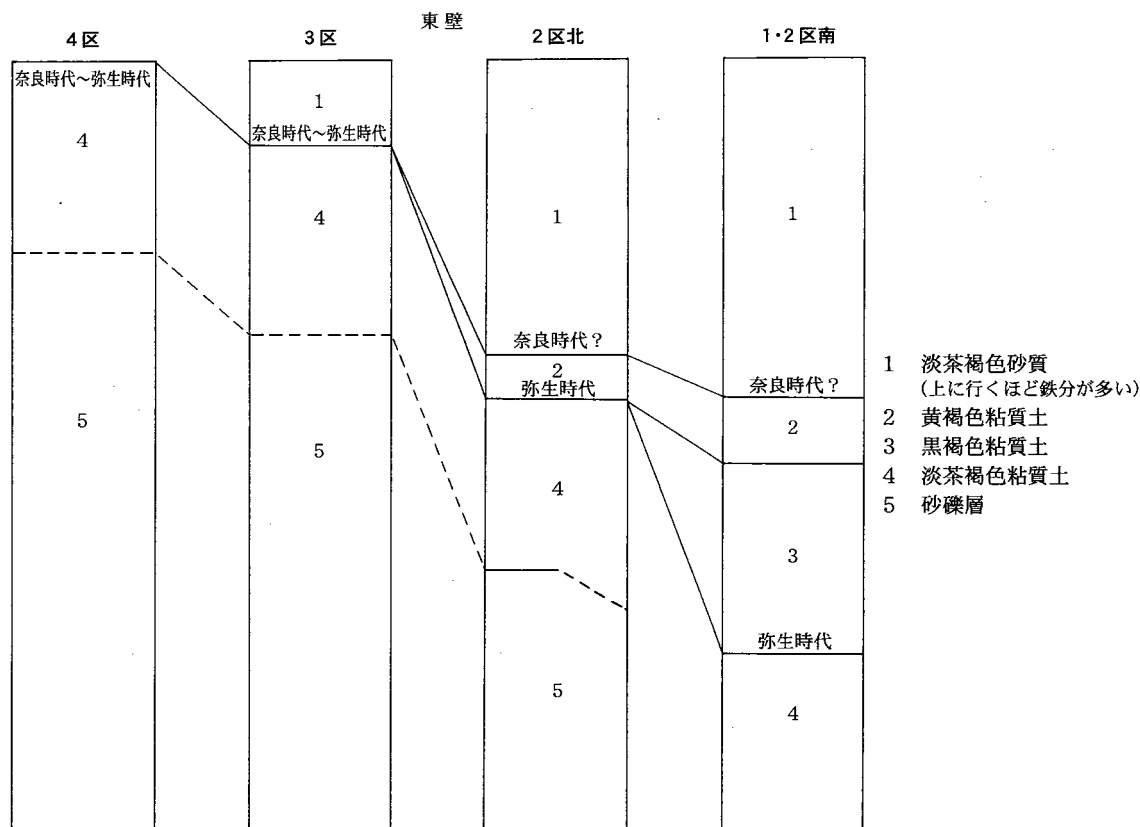 東壁
4区
3区
2区北
1・2区南
奈良時代～弥生時代
4
5
1
奈良時代～弥生時代
4
5
1
奈良時代？
2
弥生時代
4
5
1
奈良時代？
2
3
弥生時代
4
1 淡茶褐色砂質
(上に行くほど鉄分が多い)
2 黄褐色粘質土
3 黒褐色粘質土
4 淡茶褐色粘質土
5 砂礫層